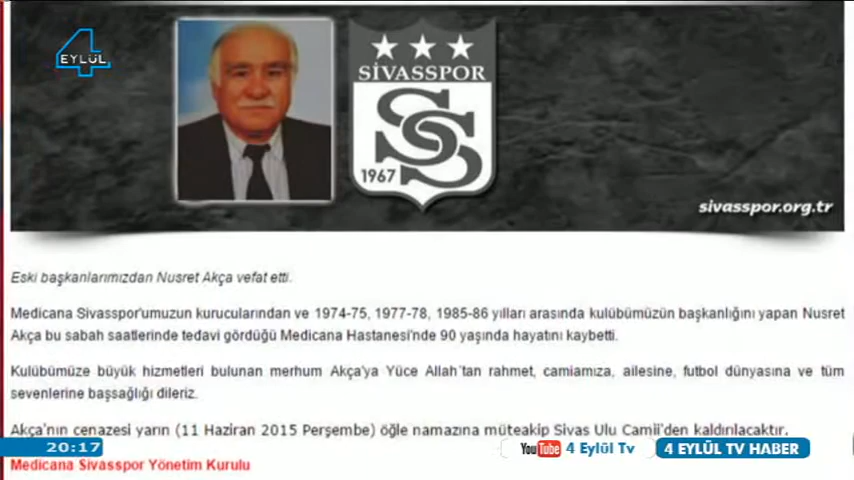 4
EYLÜL
SİVASSPOR
SS
1967
sivasspor.org.tr
Eski başkanlarımızdan Nusret Akça vefat etti.
Medicana Sivasspor'umuzun kurucularından ve 1974-75, 1977-78, 1985-86 yılları arasında kulübümüzün başkanlığını yapan Nusret
Akça bu sabah saatlerinde tedavi gördüğü Medicana Hastanesi'nde 90 yaşında hayatını kaybetti.
Kulübümüze büyük hizmetleri bulunan merhum Akça'ya Yüce Allah'tan rahmet, camiamıza, ailesine, futbol dünyasına ve tüm
sevenlerine başsağlığı dileriz.
Akça'nın cenazesi yarın (11 Haziran 2015 Perşembe) öğle namazına müteakip Sivas Ulu Camii'den kaldırılacaktır.
20:17
YouTube 4 Eylül Tv
4 EYLÜL TV HABER
Medicana Sivasspor Yönetim Kurulu